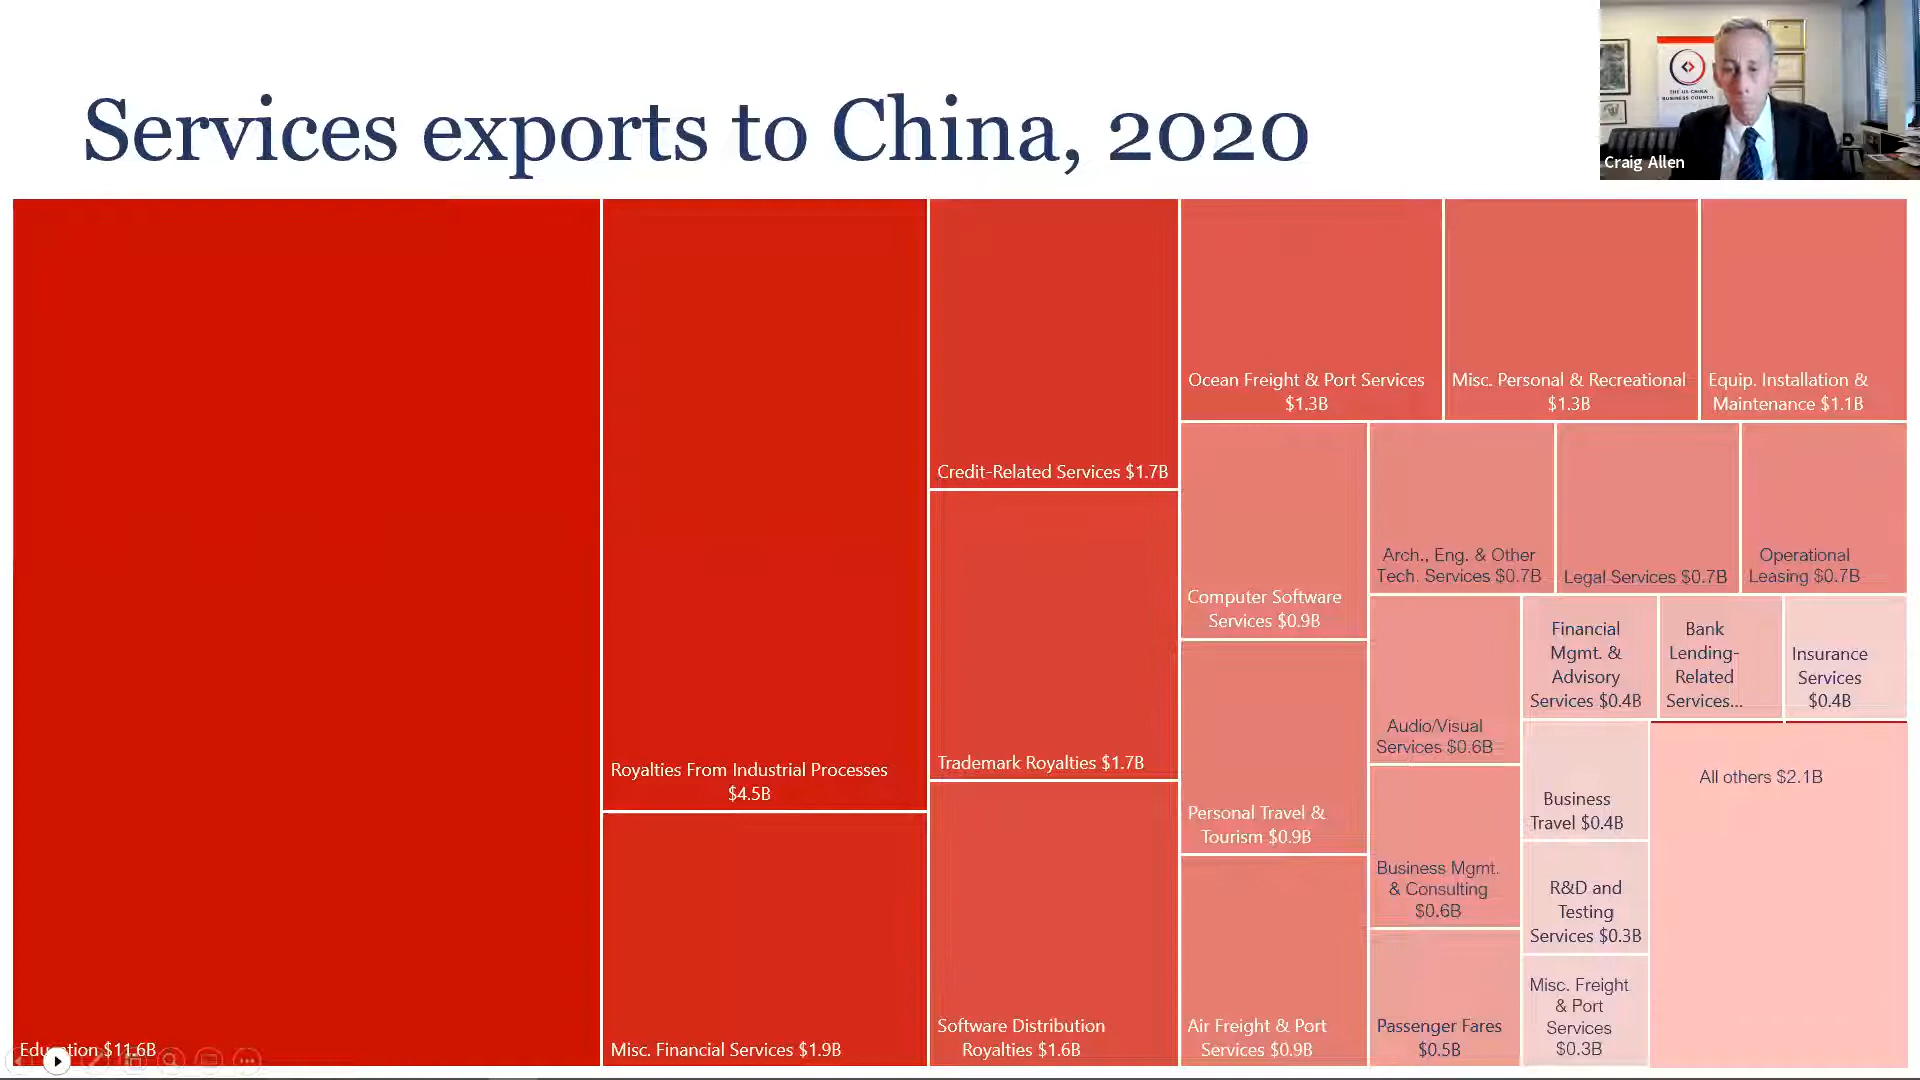 Services exports to China, 2020
THE US-CHINA
BUSINESS COUNCIL
Craig Allen
Education $11.6B
Royalties From Industrial Processes
$4.5B
Misc. Financial Services $1.9B
Credit-Related Services $1.7B
Trademark Royalties $1.7B
Software Distribution
Royalties $1.6B
Ocean Freight & Port Services
$1.3B
Misc. Personal & Recreational
$1.3B
Equip. Installation &
Maintenance $1.1B
Computer Software
Services $0.9B
Personal Travel &
Tourism $0.9B
Air Freight & Port
Services $0.9B
Arch., Eng. & Other
Tech. Services $0.7B
Legal Services $0.7B
Operational
Leasing $0.7B
Audio/Visual
Services $0.6B
Business Mgmt.
& Consulting
$0.6B
Passenger Fares
$0.5B
Financial
Mgmt. &
Advisory
Services $0.4B
Bank
Lending-
Related
Services...
Insurance
Services
$0.4B
Business
Travel $0.4B
R&D and
Testing
Services $0.3B
Misc. Freight
& Port
Services
$0.3B
All others $2.1B